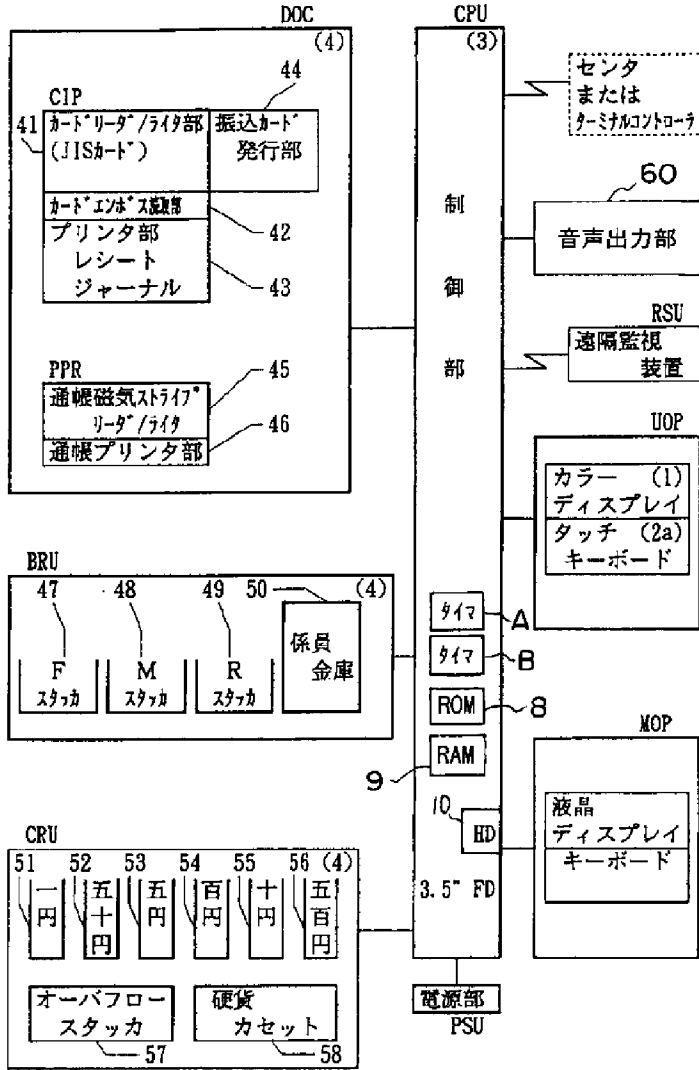 DOC
(4)
CIP
44
41
カードリーダ/ライタ部
(JISカード)
振込カード
発行部
カードエンボス読取部
42
プリンタ部
レシート
ジャーナル
43
PPR
45
通帳磁気ストライプ
リーダ/ライタ
46
通帳プリンタ部
BRU
47
48
49
50
(4)
F
スタッカ
M
スタッカ
R
スタッカ
係員
金庫
CRU
51
52
53
54
55
56
(4)
一円
五十円
五円
百円
十円
五百円
オーバフロー
スタッカ
57
硬貨
カセット
58
CPU
(3)
制御部
タイマ
A
タイマ
B
ROM
8
RAM
9
10
HD
3.5" FD
電源部
PSU
センタ
または
ターミナルコントローラ
60
音声出力部
RSU
遠隔監視
装置
UOP
カラー (1)
ディスプレイ
タッチ (2a)
キーボード
MOP
液晶
ディスプレイ
キーボード